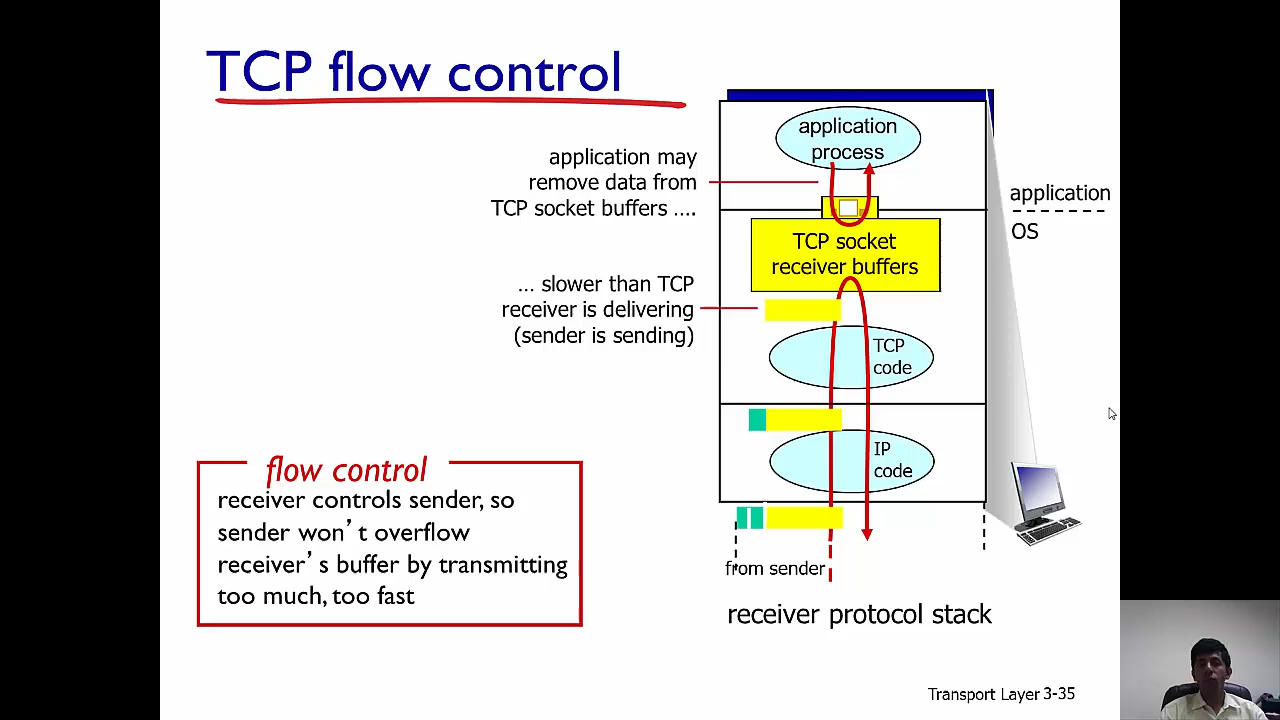 TCP flow control
application may
remove data from
TCP socket buffers ….
… slower than TCP
receiver is delivering
(sender is sending)
flow control
receiver controls sender, so
sender won’t overflow
receiver’s buffer by transmitting
too much, too fast
application
process
TCP socket
receiver buffers
TCP
code
IP
code
from sender
receiver protocol stack
application
OS
Transport Layer 3-35